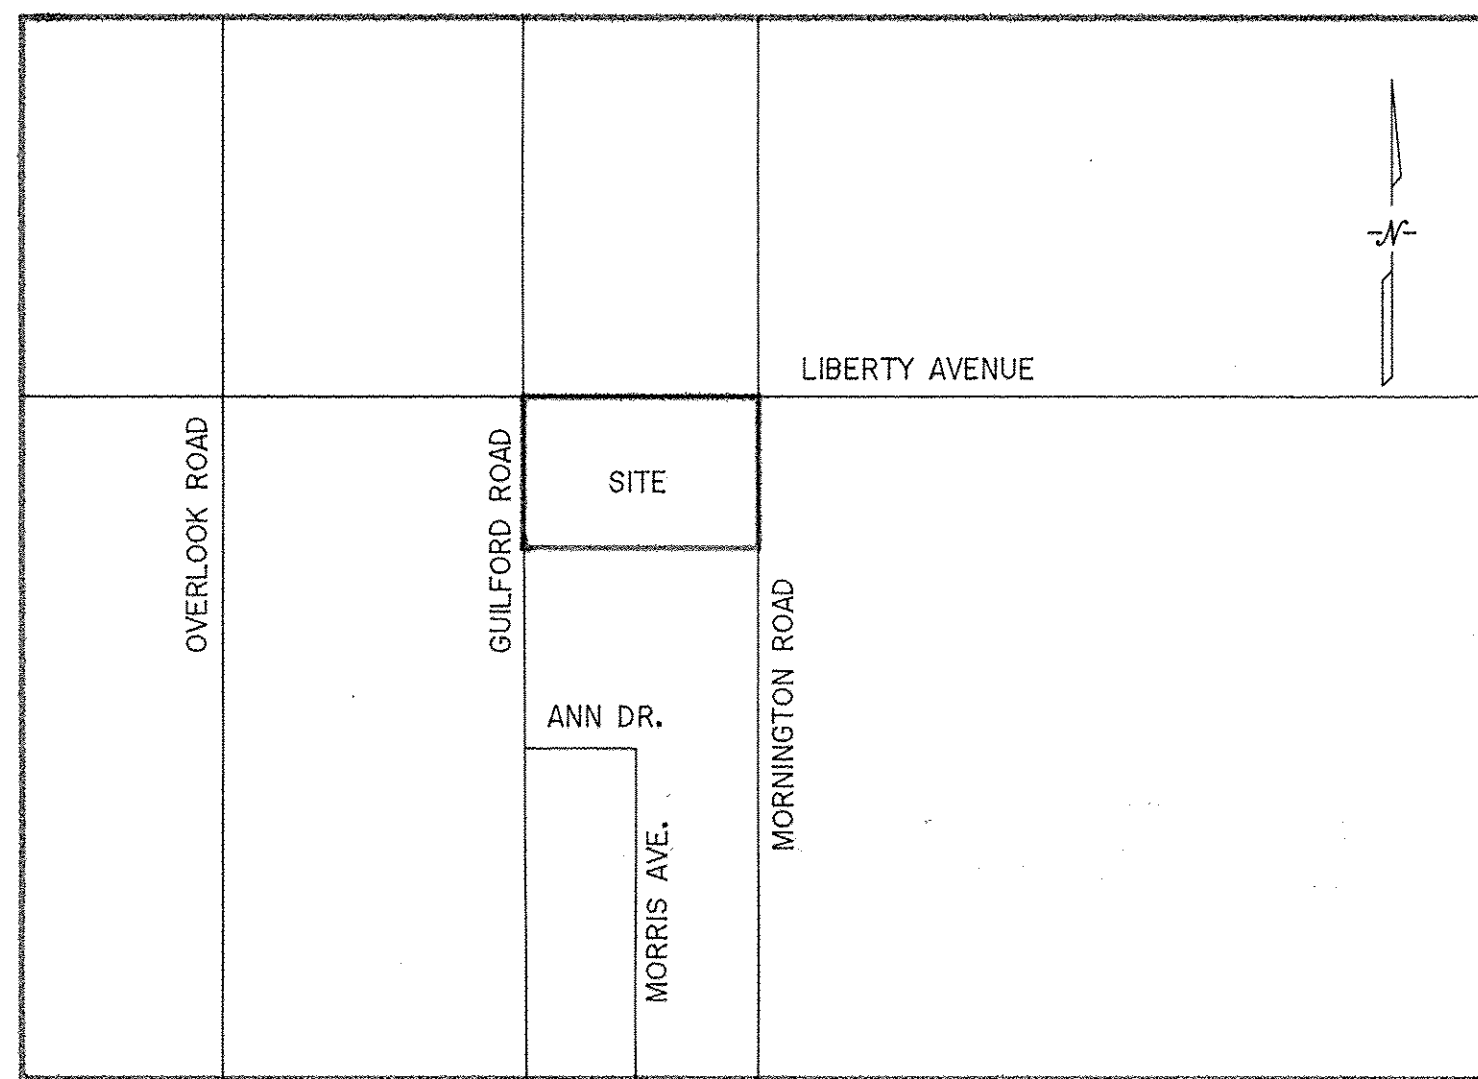 -N-
LIBERTY AVENUE
OVERLOOK ROAD
GUILFORD ROAD
SITE
MORNINGTON ROAD
ANN DR.
MORRIS AVE.